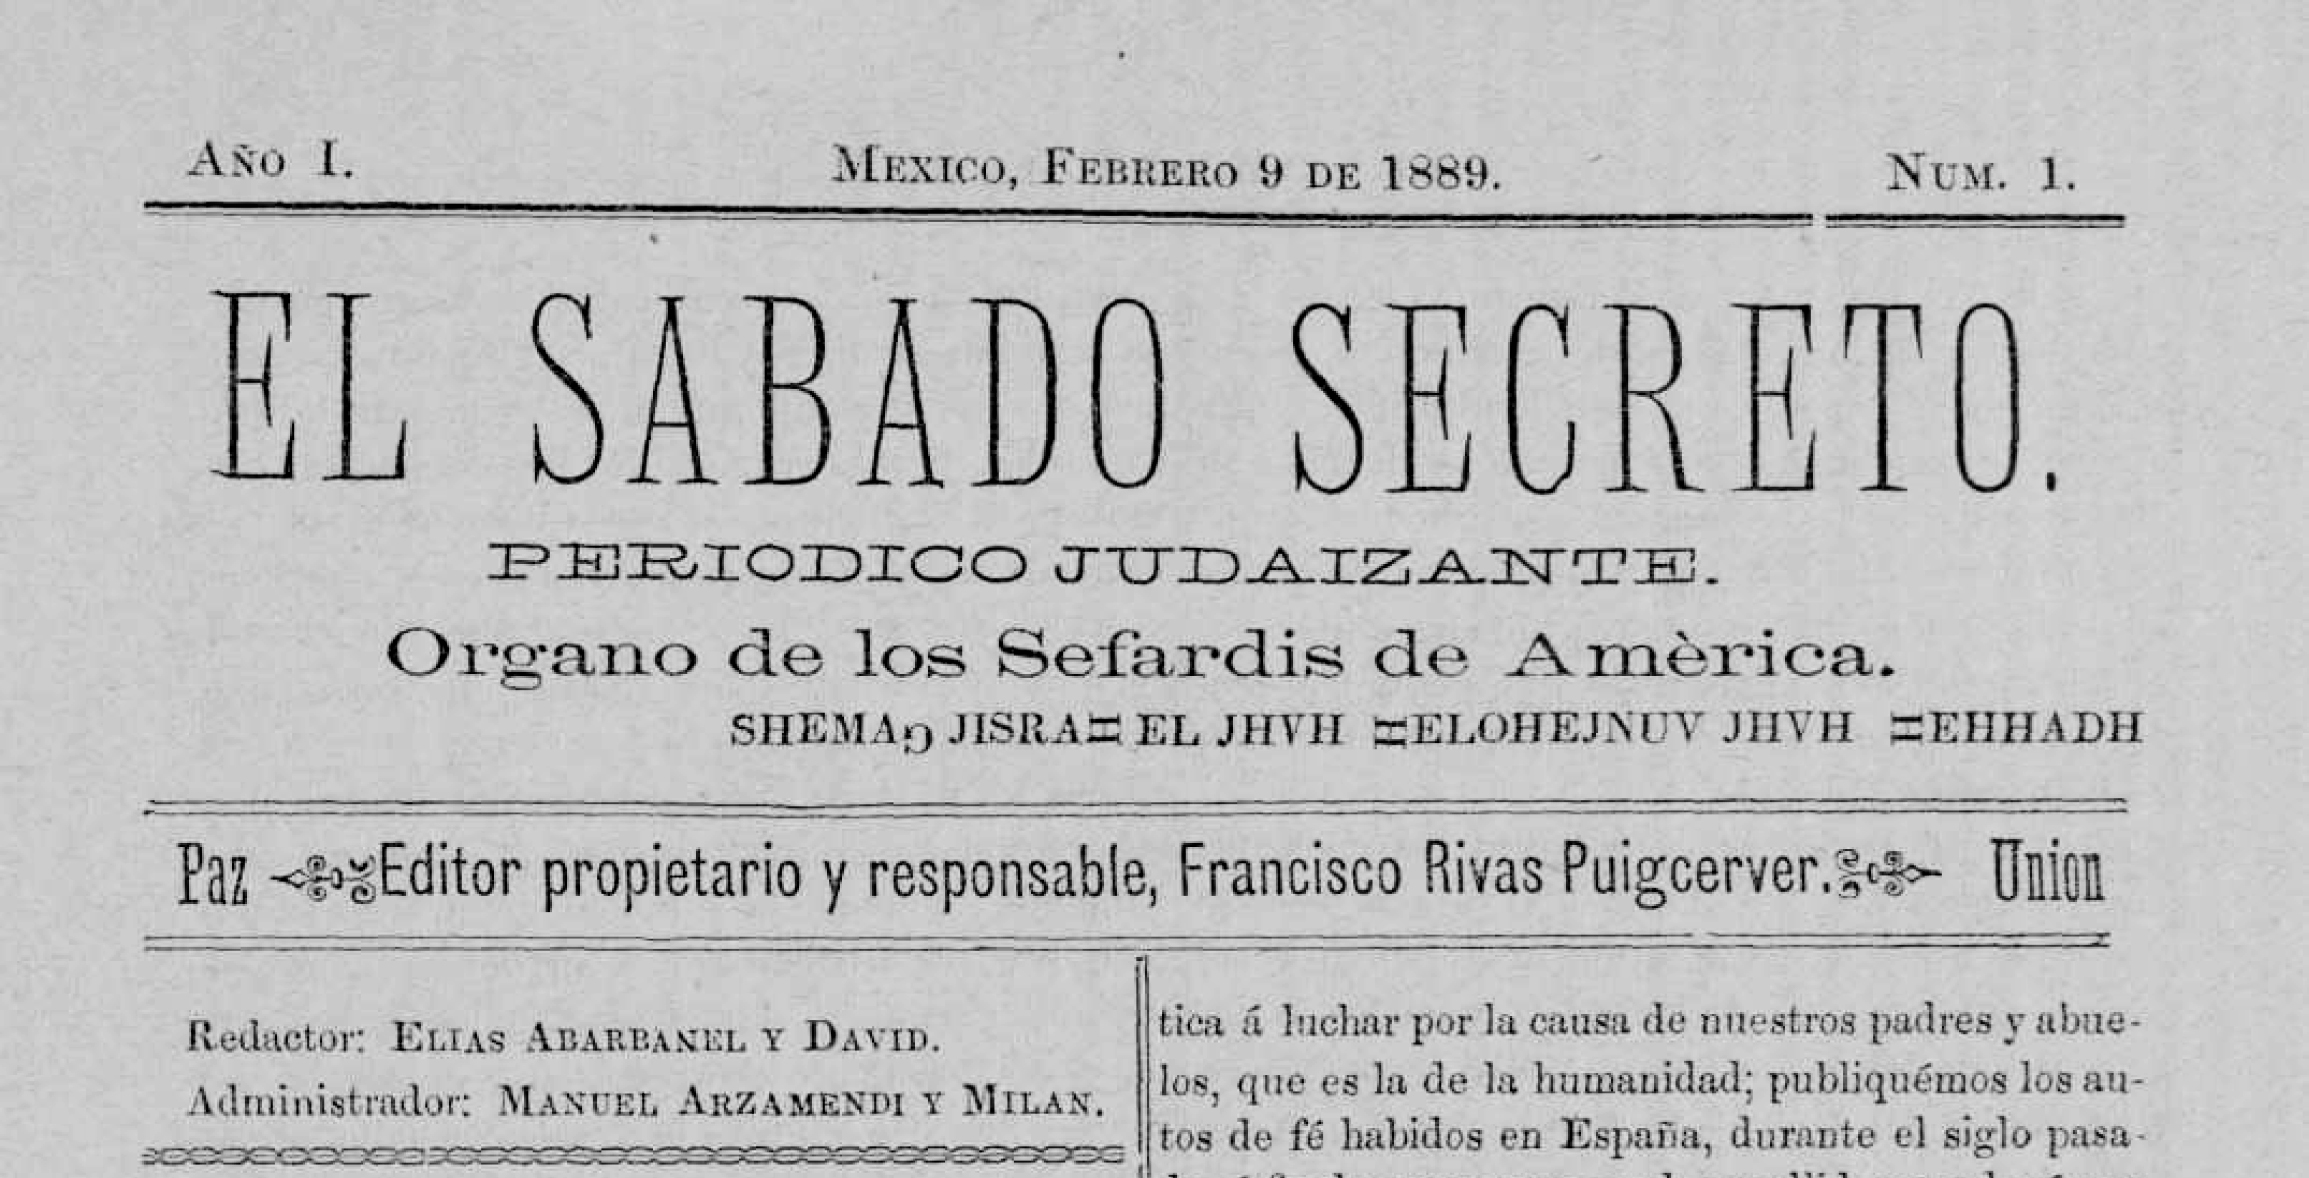 AÑO I. MEXICO, FEBRERO 9 DE 1889. NUM. 1.
EL SABADO SECRETO.
PERIODICO JUDAIZANTE.
Organo de los Sefardis de Amèrica.
SHEMA JISRA EL JHVH ELOHEJNUV JHVH EHHADH
Paz Editor propietario y responsable, Francisco Rivas Puigcerver. Union
Redactor: ELIAS ABARBANEL Y DAVID.
Administrador: MANUEL ARZAMENDI Y MILAN.
tica á luchar por la causa de nuestros padres y abue-
los, que es la de la humanidad; publiquémos los au-
tos de fé habidos en España, durante el siglo pasa-